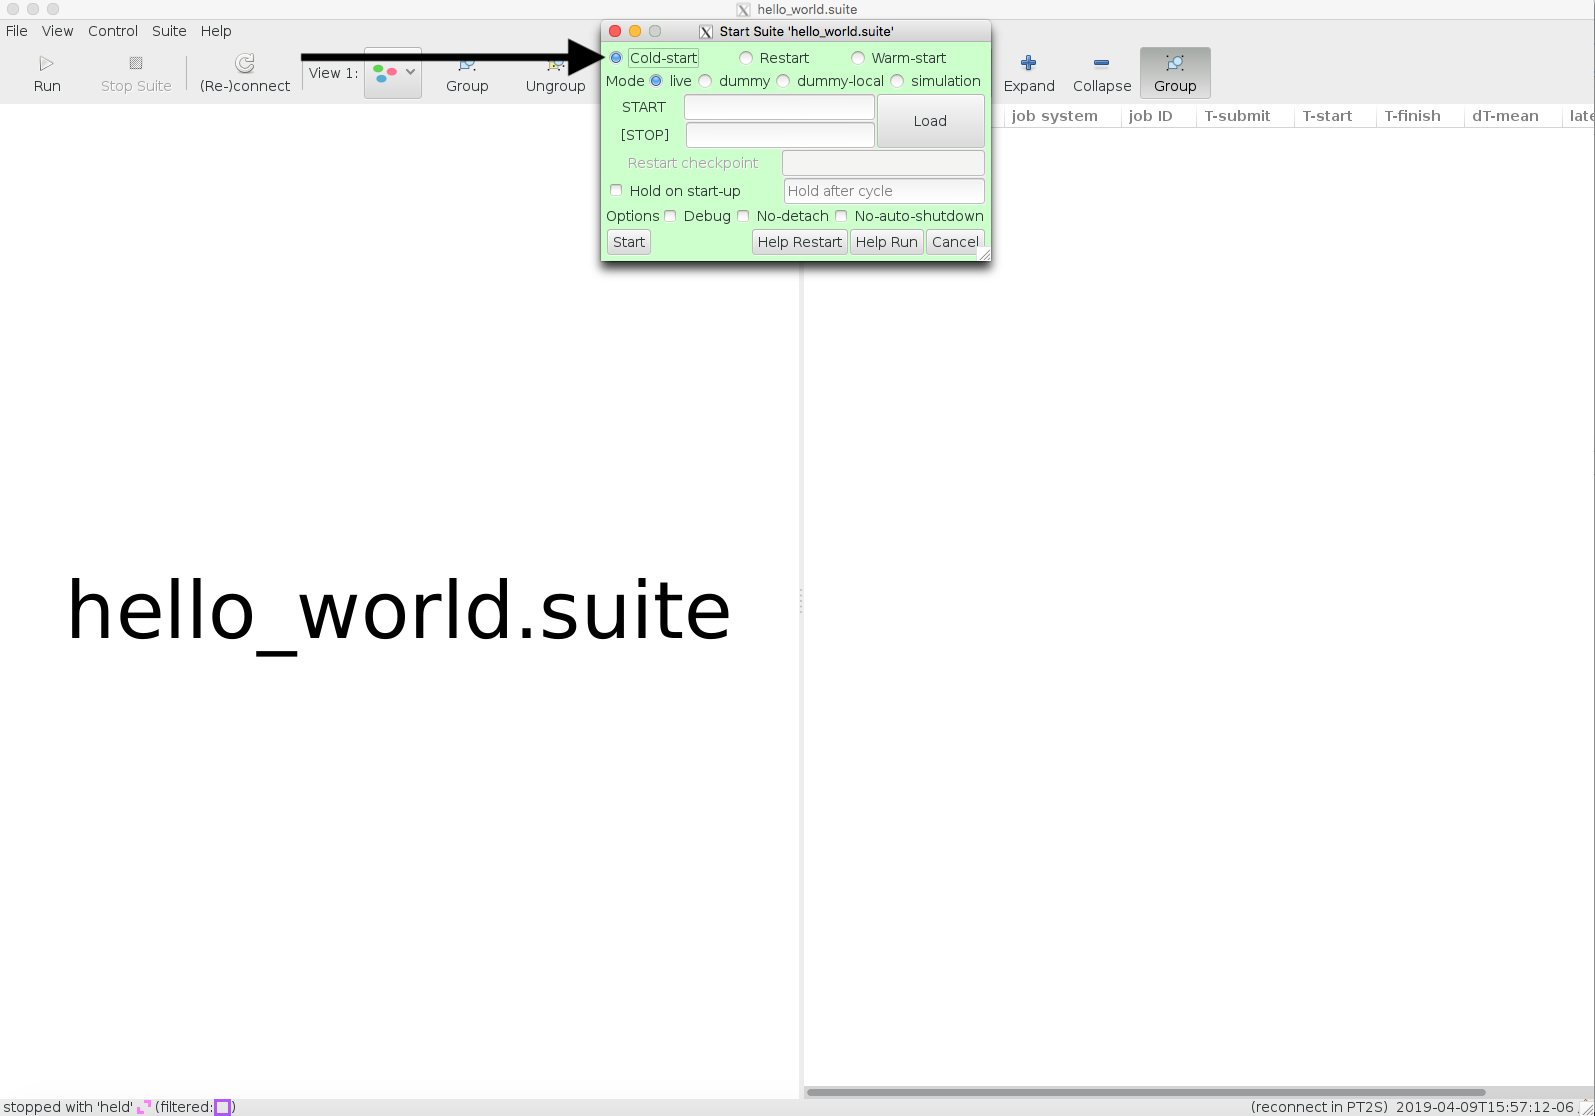 hello_world.suite
File View Control Suite Help
Run Stop Suite (Re-)connect View 1: Group Ungroup Expand Collapse Group
Start Suite 'hello_world.suite'
Cold-start Restart Warm-start
Mode live dummy dummy-local simulation
START
Load
[STOP]
Restart checkpoint
Hold on start-up Hold after cycle
Options Debug No-detach No-auto-shutdown
Start Help Restart Help Run Cancel
job system job ID T-submit T-start T-finish dT-mean
hello_world.suite
stopped with 'held' (filtered: )
(reconnect in PT2S) 2019-04-09T15:57:12-06